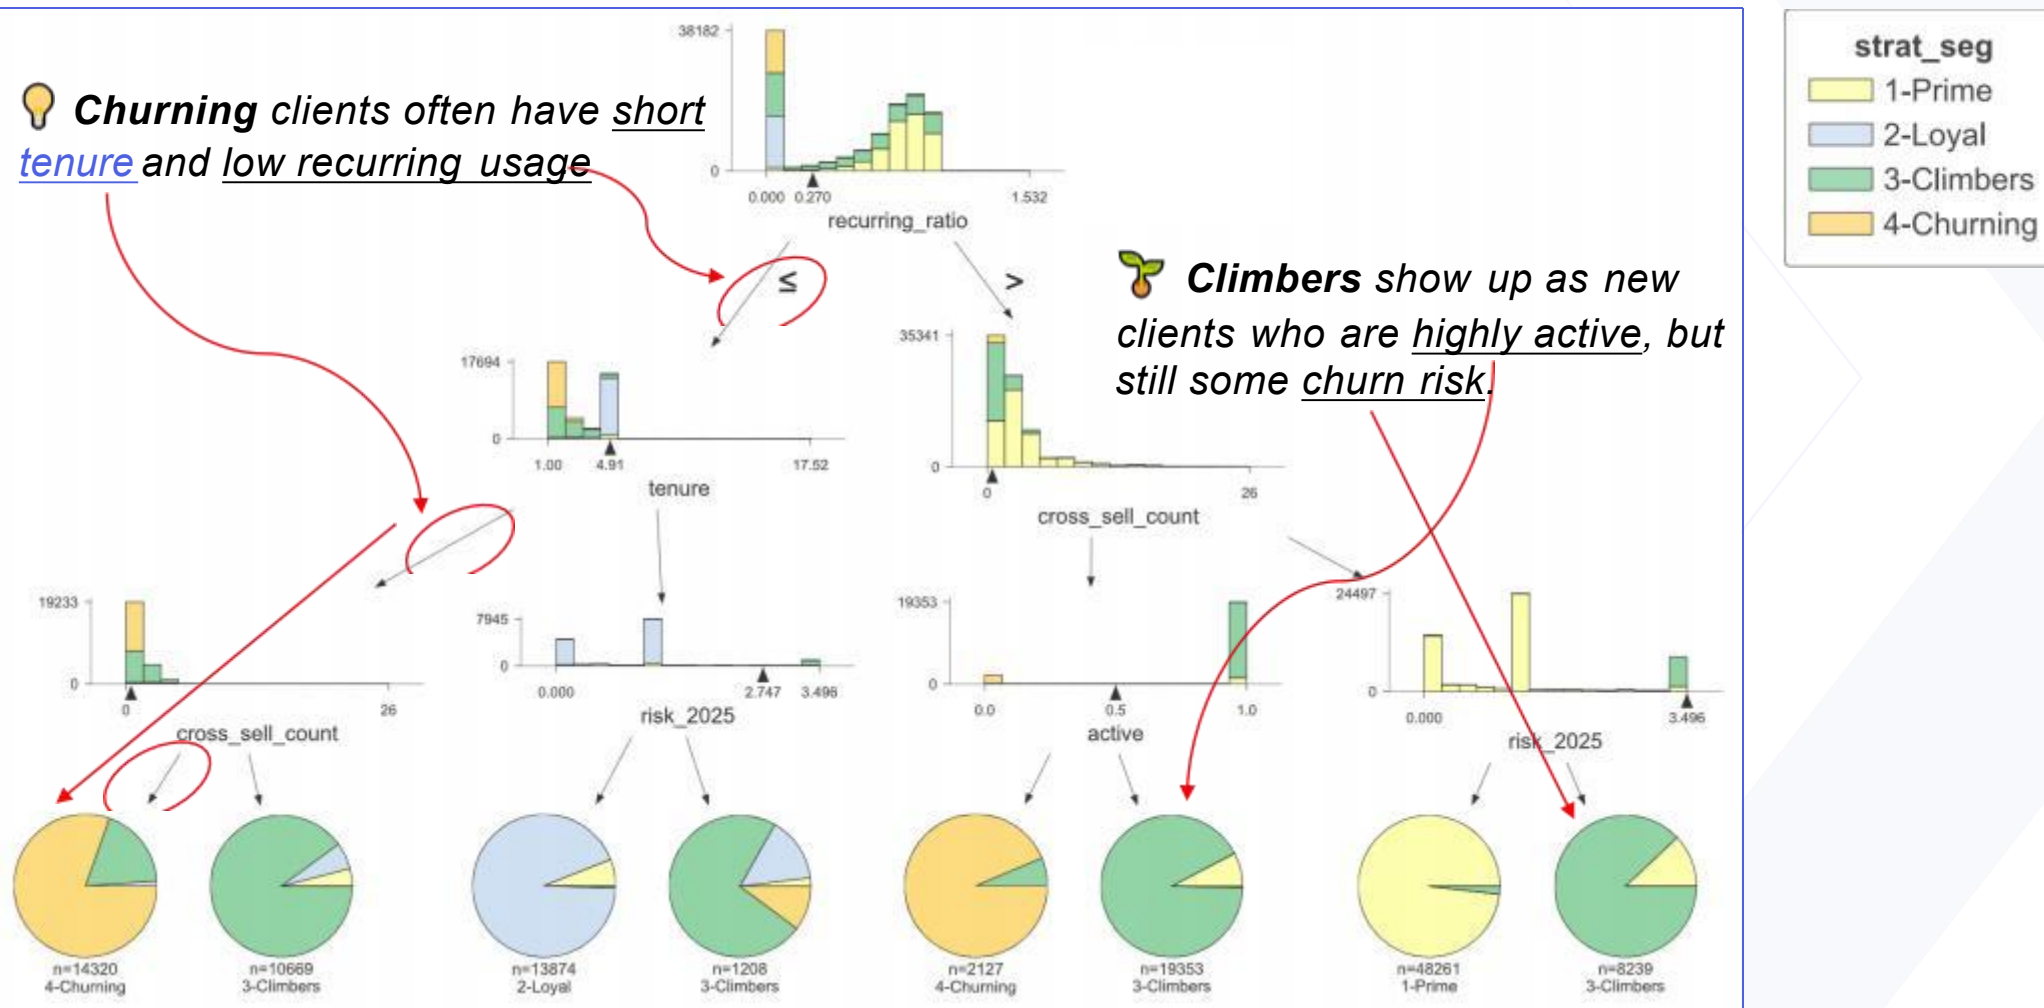 38182
0
0.000 0.270 1.532
recurring_ratio
strat_seg
1-Prime
2-Loyal
3-Climbers
4-Churning
Churning clients often have short
tenure and low recurring usage
≤
>
Climbers show up as new
clients who are highly active, but
still some churn risk.
17694
0
1.00 4.91 17.52
tenure
35341
0
0 26
cross_sell_count
19233
0
0 26
cross_sell_count
7945
0
0.000 2.747 3.496
risk_2025
19353
0
0.0 0.5 1.0
active
24497
0
0.000 3.496
risk_2025
n=14320
4-Churning
n=10669
3-Climbers
n=13874
2-Loyal
n=1208
3-Climbers
n=2127
4-Churning
n=19353
3-Climbers
n=48261
1-Prime
n=8239
3-Climbers